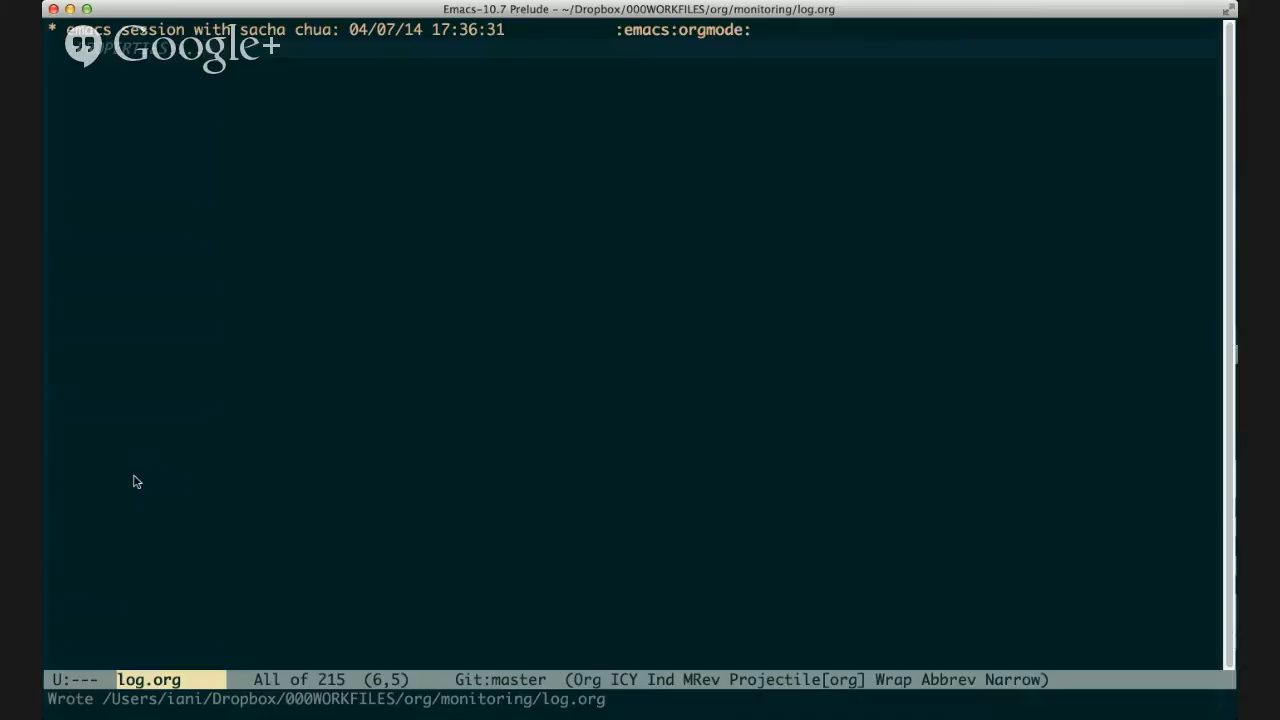 Emacs-10.7 Prelude - ~/Dropbox/000WORKFILES/org/monitoring/log.org
* emacs session with sacha chua: 04/07/14 17:36:31 :emacs:orgmode:
Google+
:PROPERTIES:...
U:--- log.org All of 215 (6,5) Git:master (Org ICY Ind MRev Projectile[org] Wrap Abbrev Narrow)
Wrote /Users/iani/Dropbox/000WORKFILES/org/monitoring/log.org